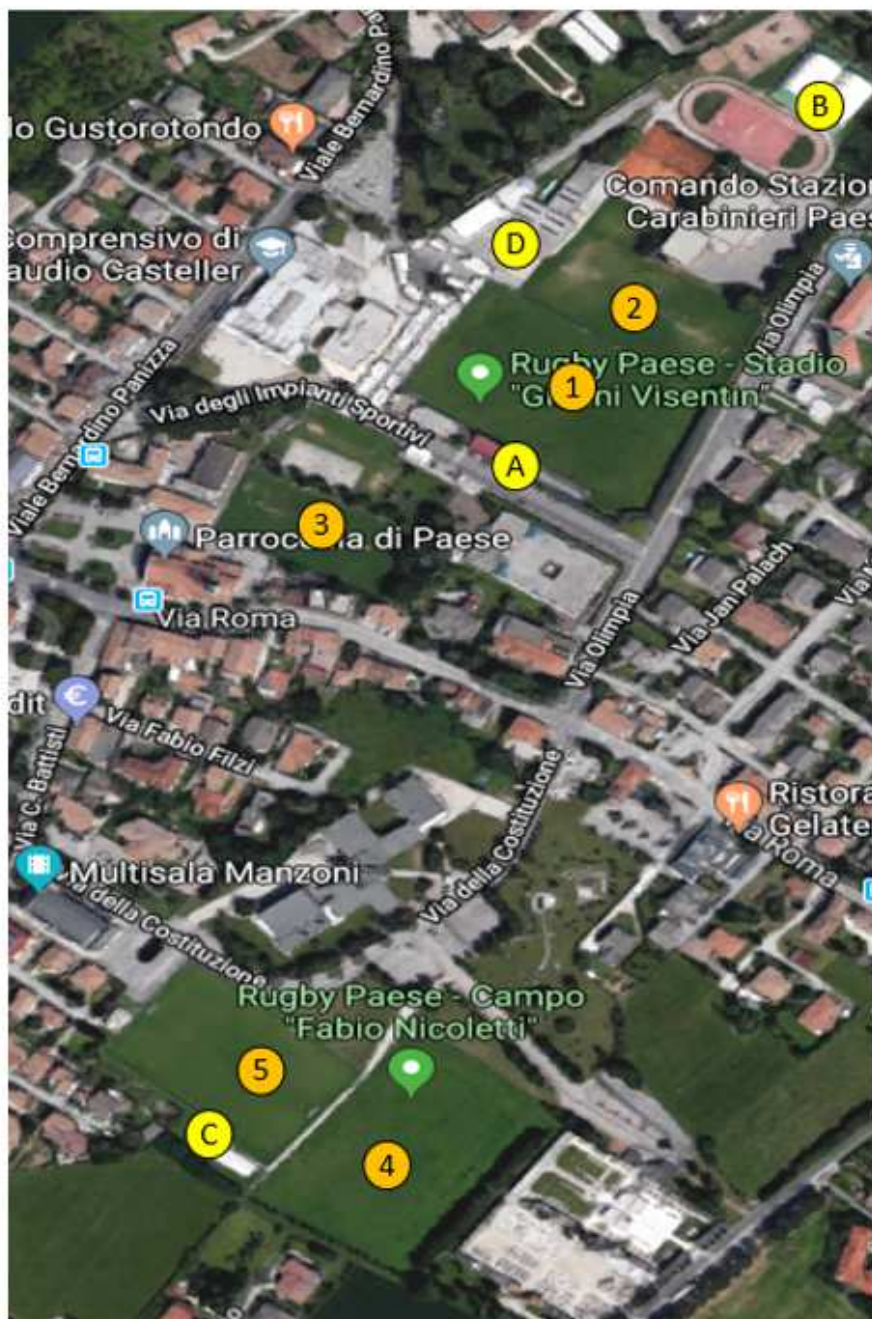 lo Gustorotondo
Viale Bernardino Pan
B
Comando Stazion
Carabinieri Paes
D
Comprensivo di
audio Casteller
Via Olimpia
2
Rugby Paese - Stadio
1
Visentin"
Viale Bernardino Panizza
Via degli Impianti Sportivi
A
3
Parrocchia di Paese
Via Jan Palach
Via M
Via Roma
Via Olimpia
dit
€
Via Fabio Filzi
Via C. Battisti
Via della Costituzione
Ristora
Gelate
a Roma
Multisala Manzoni
a della Costituzione
Rugby Paese - Campo
"Fabio Nicoletti"
5
C
4
o